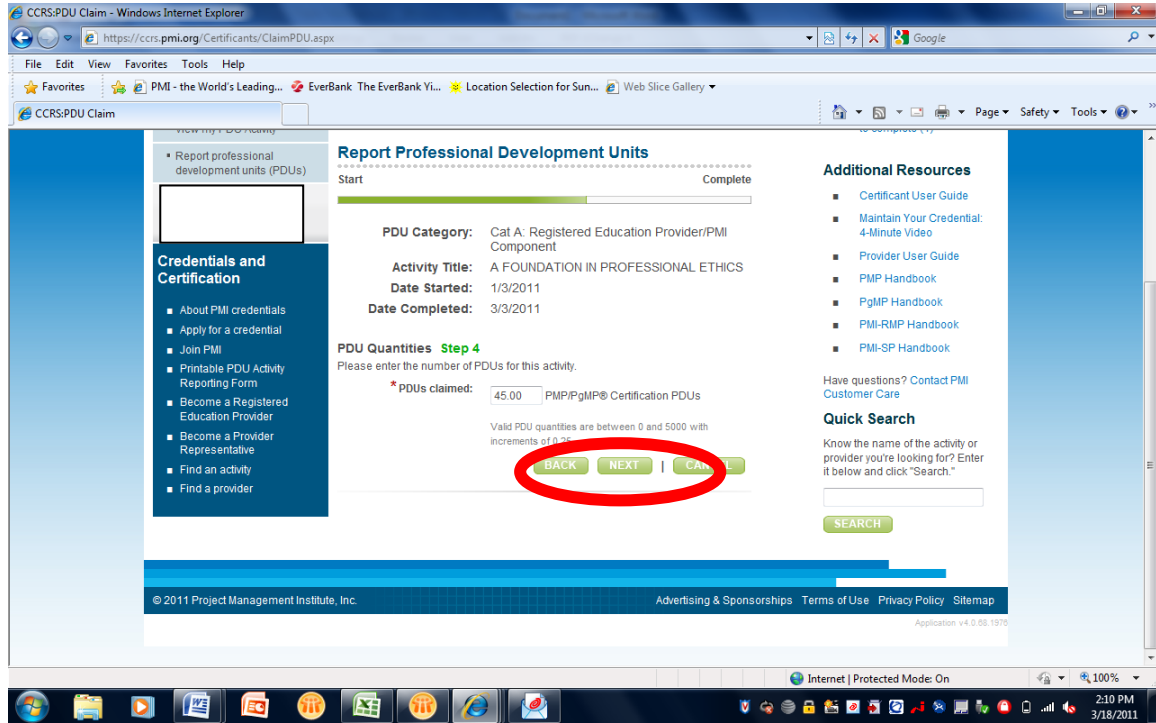 CCRS:PDU Claim - Windows Internet Explorer
https://ccrs.pmi.org/Certificants/ClaimPDU.aspx
Google
File Edit View Favorites Tools Help
Favorites PMI - the World's Leading... EverBank The EverBank Yi... Location Selection for Sun... Web Slice Gallery
CCRS:PDU Claim
Page Safety Tools
Report professional
development units (PDUs)
Credentials and
Certification
About PMI credentials
Apply for a credential
Join PMI
Printable PDU Activity
Reporting Form
Become a Registered
Education Provider
Become a Provider
Representative
Find an activity
Find a provider
Report Professional Development Units
Start Complete
PDU Category: Cat A: Registered Education Provider/PMI
Component
Activity Title: A FOUNDATION IN PROFESSIONAL ETHICS
Date Started: 1/3/2011
Date Completed: 3/3/2011
PDU Quantities Step 4
Please enter the number of PDUs for this activity.
*PDUs claimed: 45.00 PMP/PgMP® Certification PDUs
Valid PDU quantities are between 0 and 5000 with
increments of 0.25
BACK NEXT |
Additional Resources
Certificant User Guide
Maintain Your Credential:
4-Minute Video
Provider User Guide
PMP Handbook
PgMP Handbook
PMI-RMP Handbook
PMI-SP Handbook
Have questions? Contact PMI
Customer Care
Quick Search
Know the name of the activity or
provider you're looking for? Enter
it below and click "Search."
SEARCH
© 2011 Project Management Institute, Inc. Advertising & Sponsorships Terms of Use Privacy Policy Sitemap
Application v4.0.68.1976
Internet | Protected Mode: On 100%
2:10 PM
3/18/2011